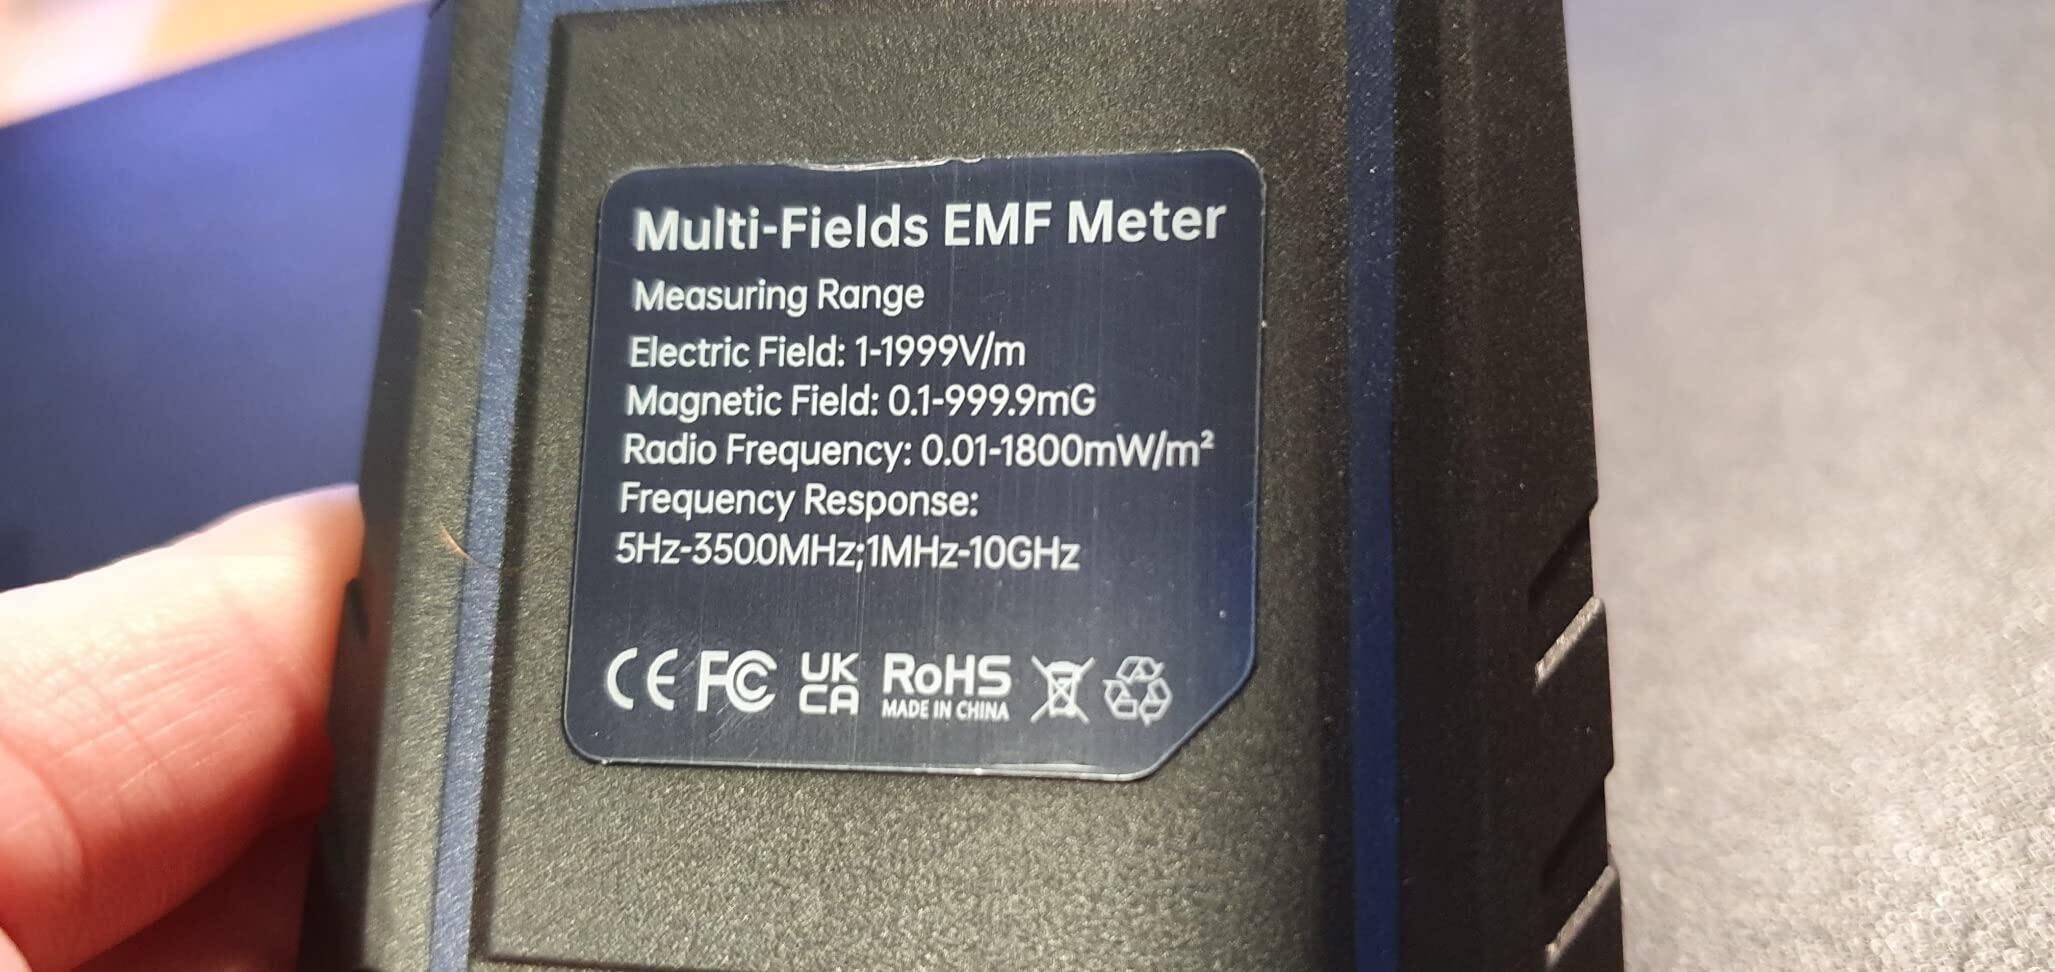 Multi-Fields EMF Meter
Measuring Range
Electric Field: 1-1999V/m
Magnetic Field: 0.1-999.9mG
Radio Frequency: 0.01-1800mW/m²
Frequency Response:
5Hz-3500MHz;1MHz-10GHz
CE FC UK CA RoHS
MADE IN CHINA